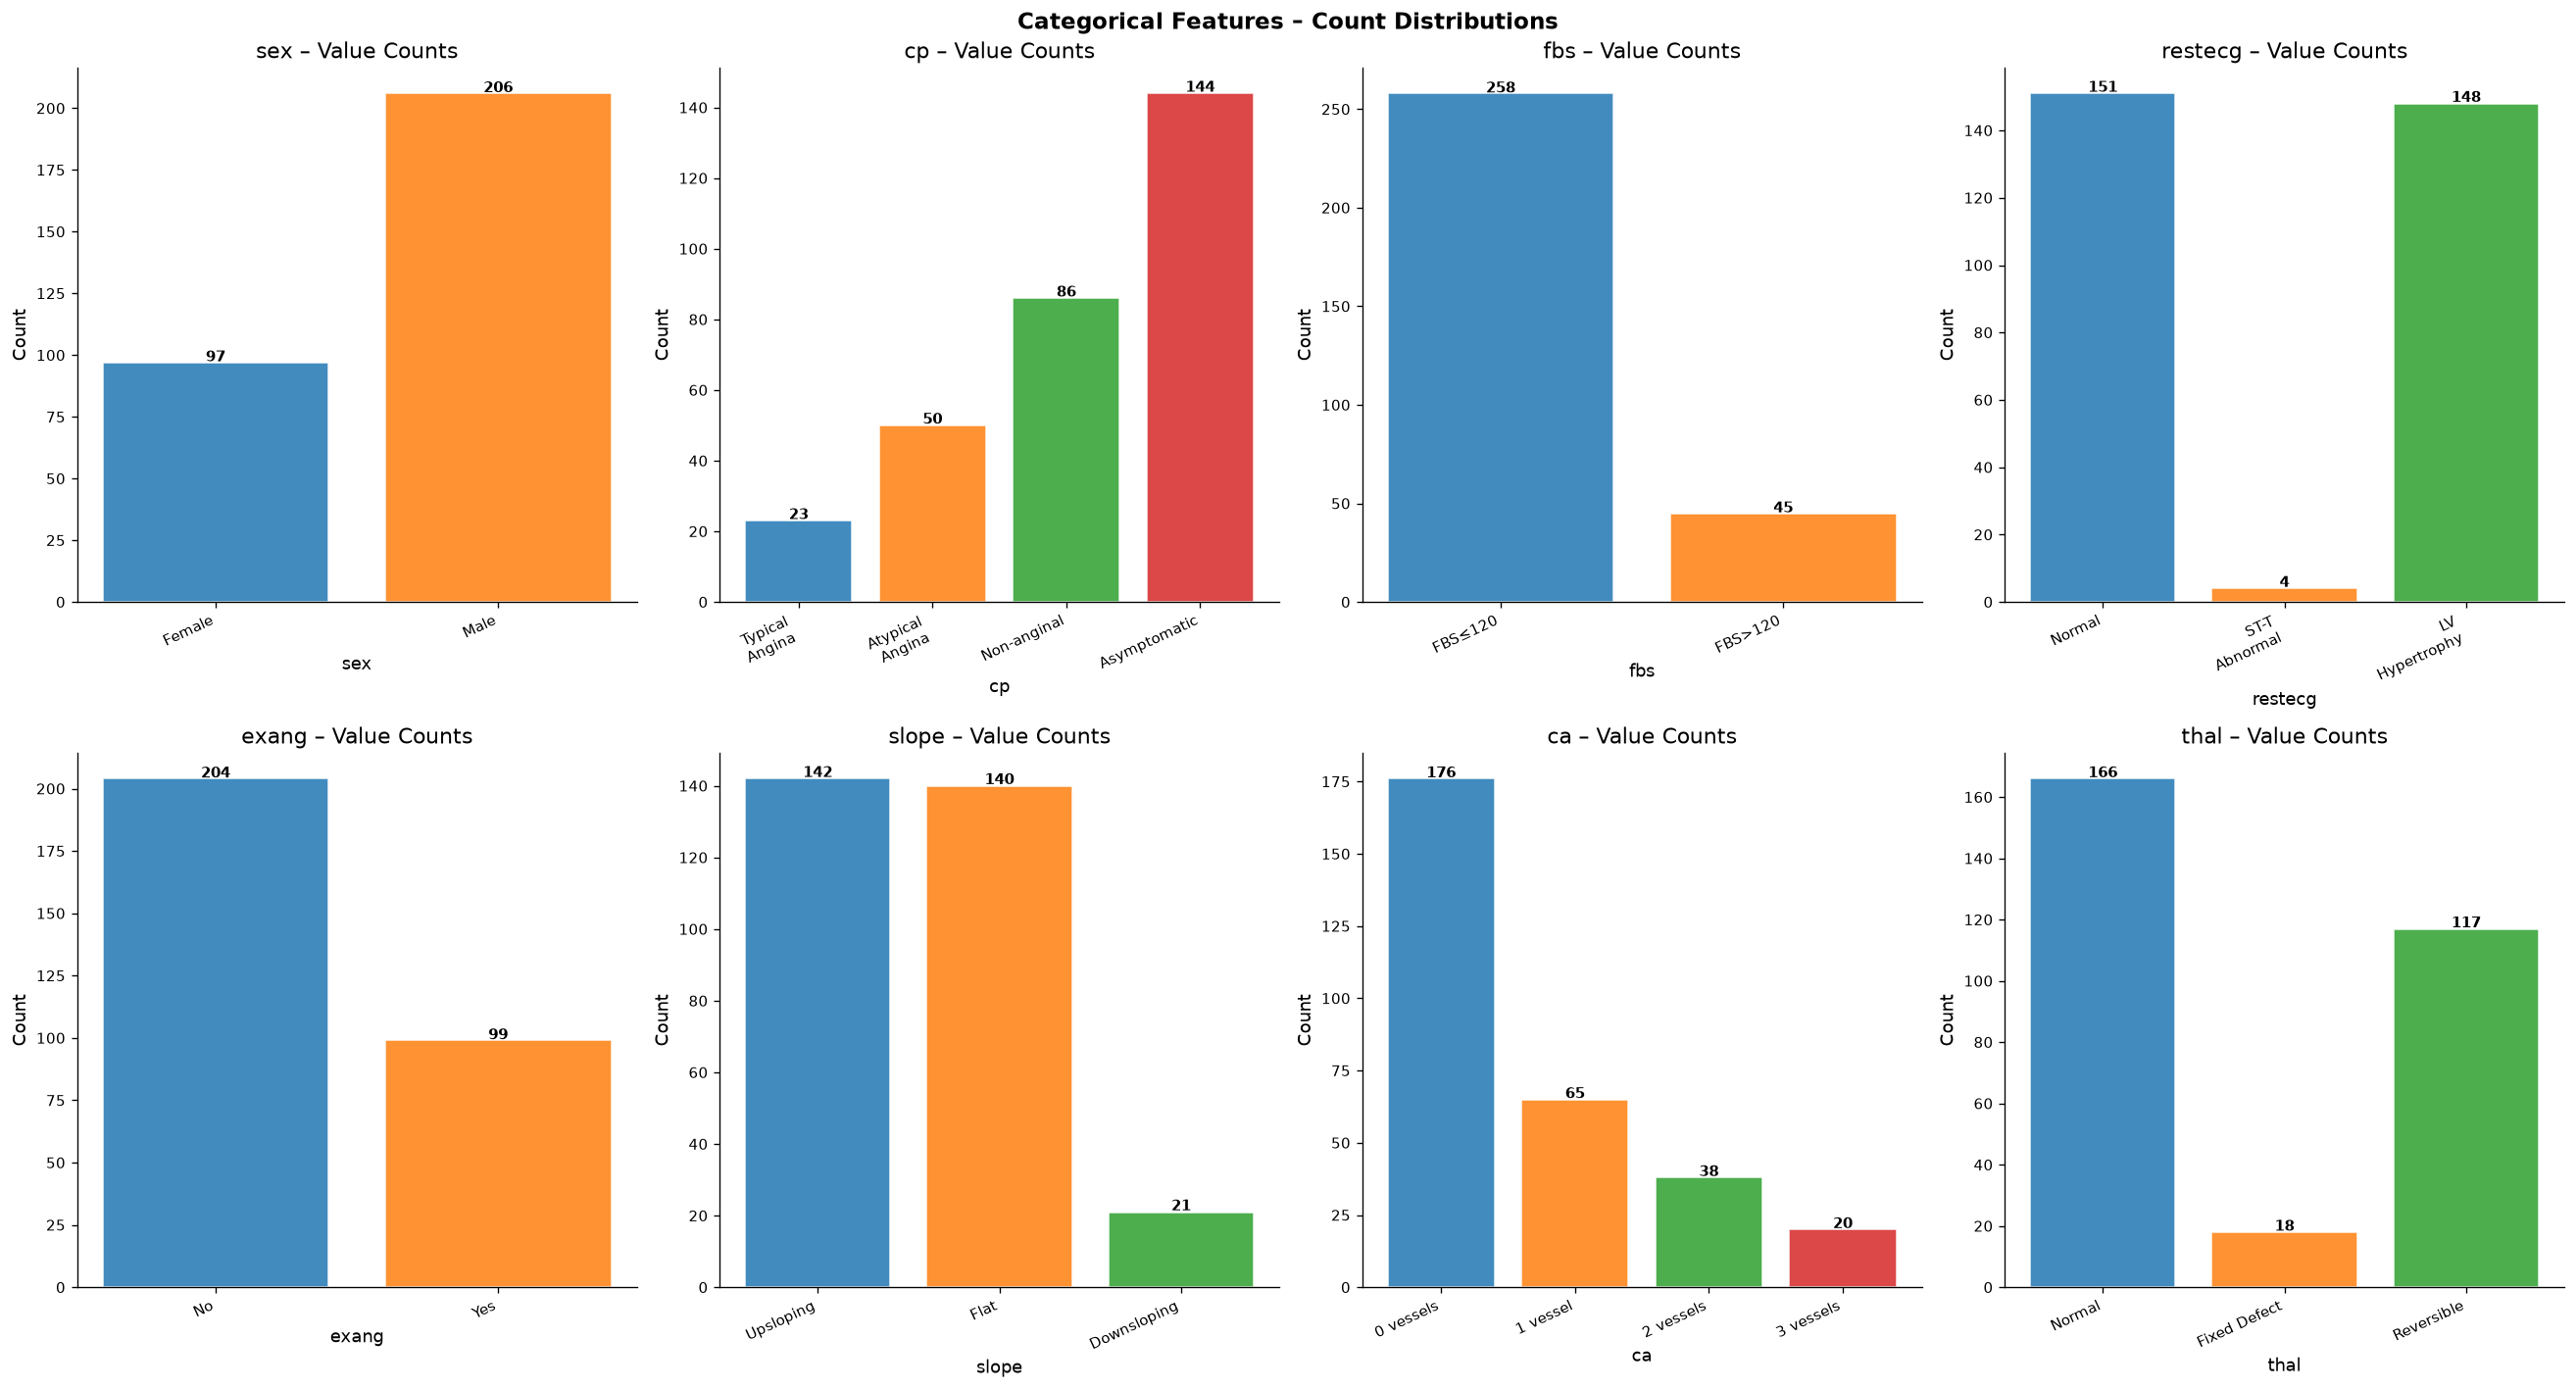 Categorical Features – Count Distributions
sex – Value Counts
Count
200
175
150
125
100
75
50
25
0
206
97
Female
Male
sex
cp – Value Counts
Count
140
120
100
80
60
40
20
0
23
50
86
144
Typical
Angina
Atypical
Angina
Non-anginal
Asymptomatic
cp
fbs – Value Counts
Count
250
200
150
100
50
0
258
45
FBS≤120
FBS>120
fbs
restecg – Value Counts
Count
140
120
100
80
60
40
20
0
151
4
148
Normal
ST-T
Abnormal
LV
Hypertrophy
restecg
exang – Value Counts
Count
200
175
150
125
100
75
50
25
0
204
99
No
Yes
exang
slope – Value Counts
Count
140
120
100
80
60
40
20
0
142
140
21
Upsloping
Flat
Downsloping
slope
ca – Value Counts
Count
175
150
125
100
75
50
25
0
176
65
38
20
0 vessels
1 vessel
2 vessels
3 vessels
ca
thal – Value Counts
Count
160
140
120
100
80
60
40
20
0
166
18
117
Normal
Fixed Defect
Reversible
thal